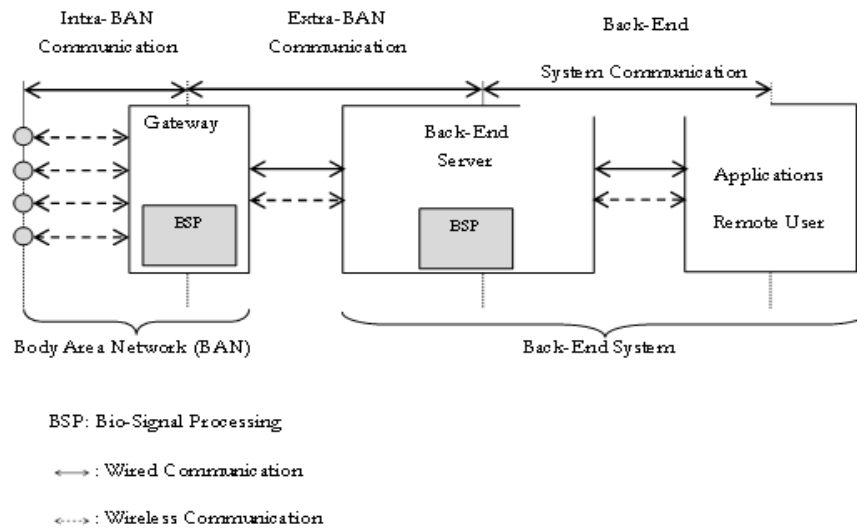 Intra-BAN
Communication
Extra-BAN
Communication
Back-End
System Communication
Gateway
BSP
Back-End
Server
BSP
Applications
Remote User
Body Area Network (BAN)
Back-End System
BSP: Bio-Signal Processing
: Wired Communication
: Wireless Communication